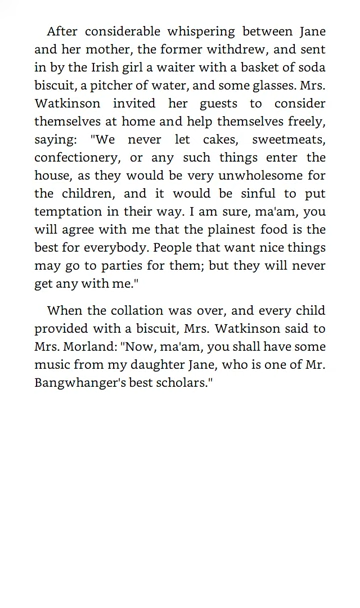 After considerable whispering between Jane
and her mother, the former withdrew, and sent
in by the Irish girl a waiter with a basket of soda
biscuit, a pitcher of water, and some glasses. Mrs.
Watkinson invited her guests to consider
themselves at home and help themselves freely,
saying: "We never let cakes, sweetmeats,
confectionery, or any such things enter the
house, as they would be very unwholesome for
the children, and it would be sinful to put
temptation in their way. I am sure, ma'am, you
will agree with me that the plainest food is the
best for everybody. People that want nice things
may go to parties for them; but they will never
get any with me."
When the collation was over, and every child
provided with a biscuit, Mrs. Watkinson said to
Mrs. Morland: "Now, ma'am, you shall have some
music from my daughter Jane, who is one of Mr.
Bangwhanger's best scholars."